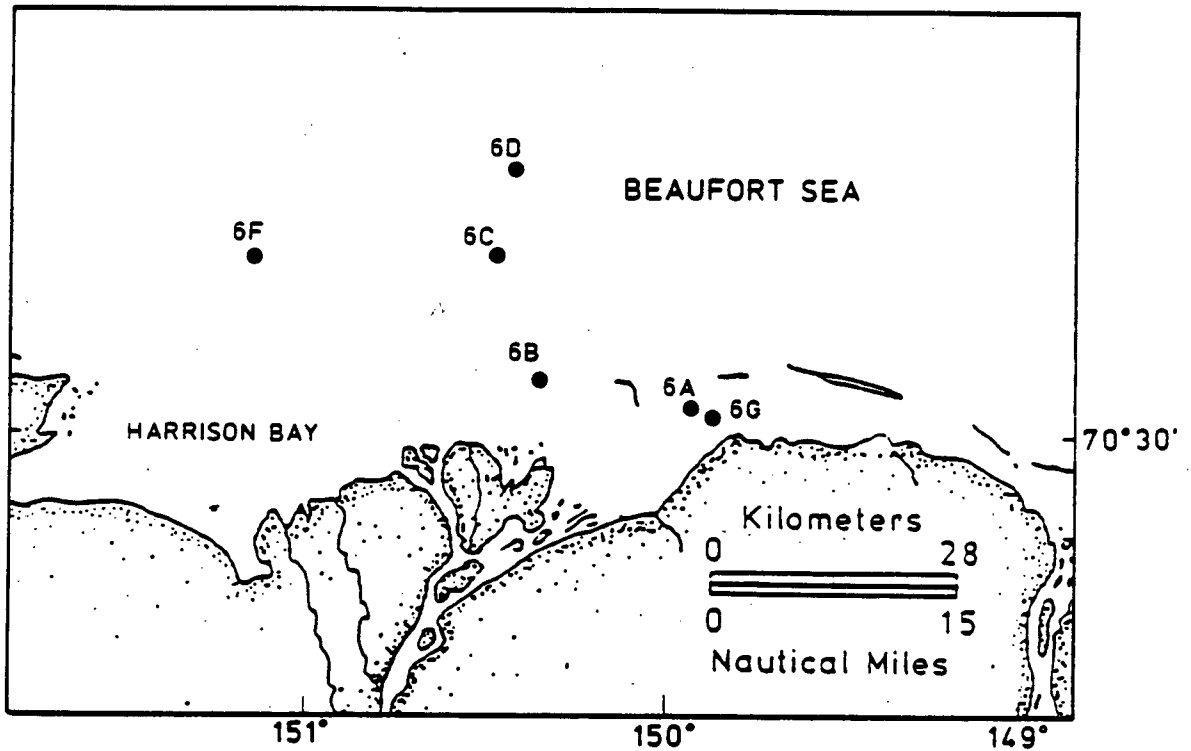 6D
BEAUFORT SEA
6F
6C
6B
6A
6G
HARRISON BAY
70°30'
Kilometers
0 28
0 15
Nautical Miles
151° 150° 149°